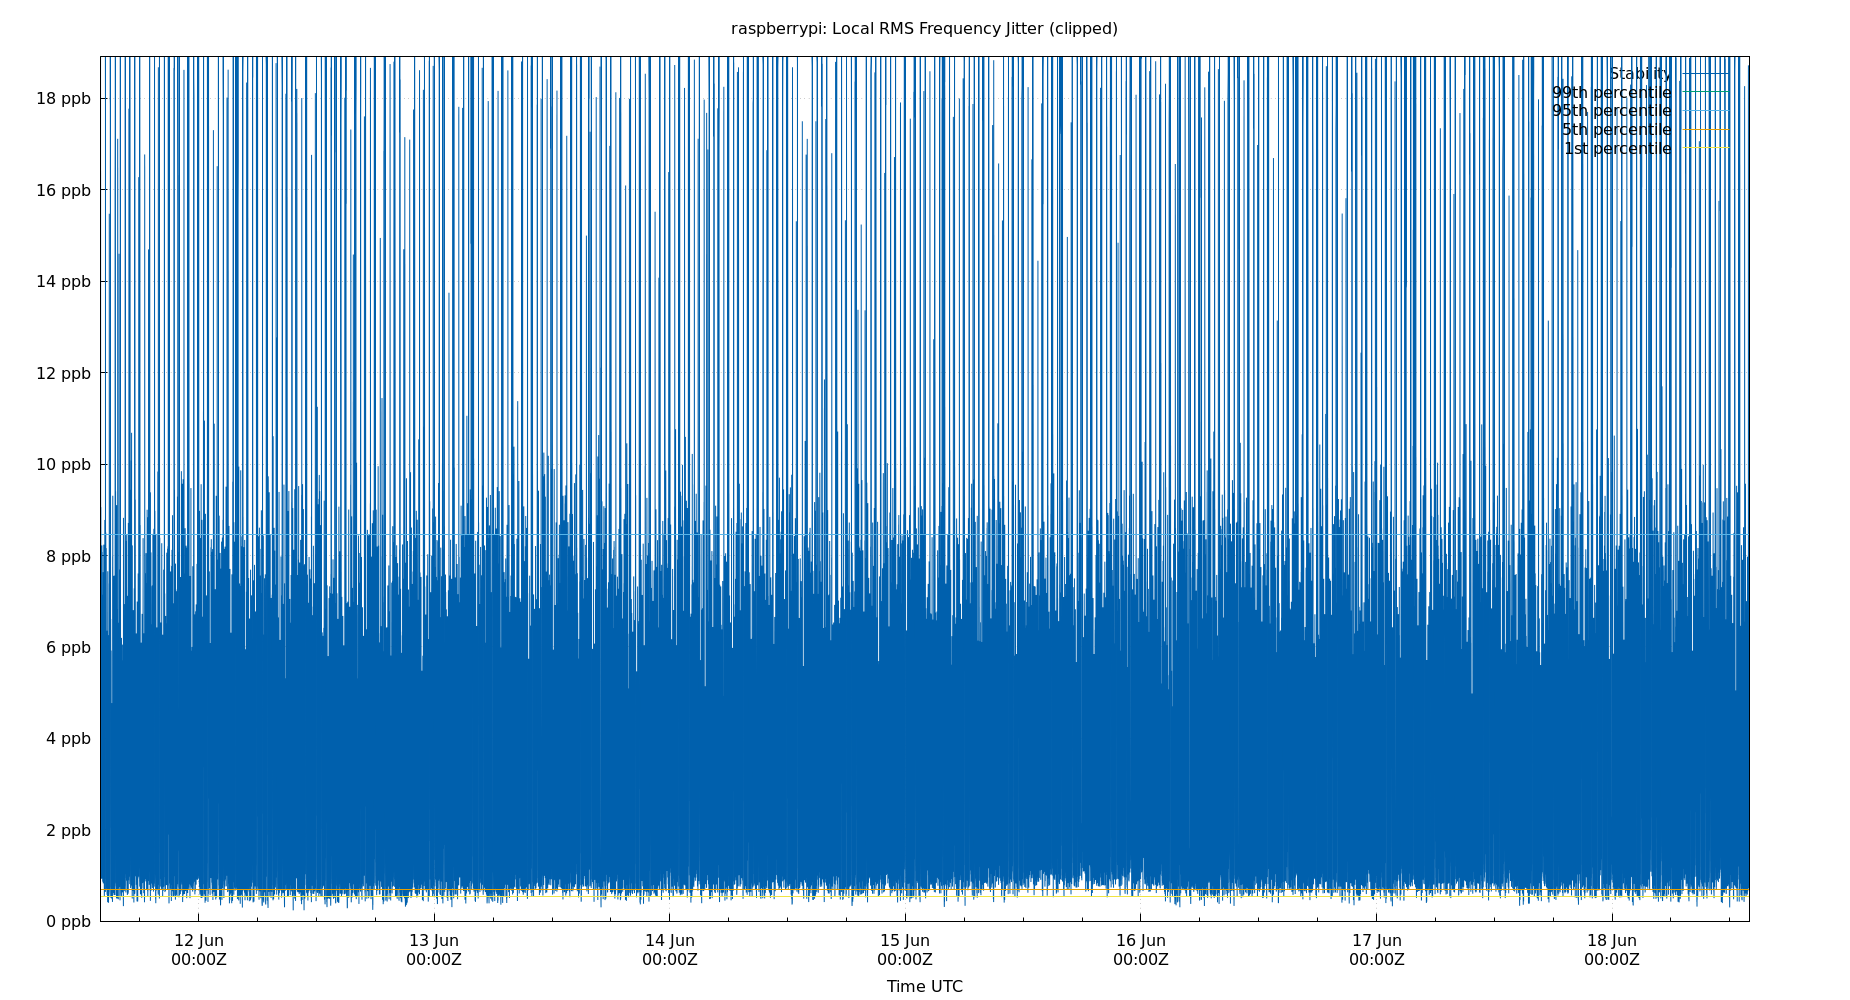 raspberrypi: Local RMS Frequency Jitter (clipped)
Stability
99th percentile
95th percentile
5th percentile
1st percentile
18 ppb
16 ppb
14 ppb
12 ppb
10 ppb
8 ppb
6 ppb
4 ppb
2 ppb
0 ppb
12 Jun 13 Jun 14 Jun 15 Jun 16 Jun 17 Jun 18 Jun
00:00Z 00:00Z 00:00Z 00:00Z 00:00Z 00:00Z 00:00Z
Time UTC